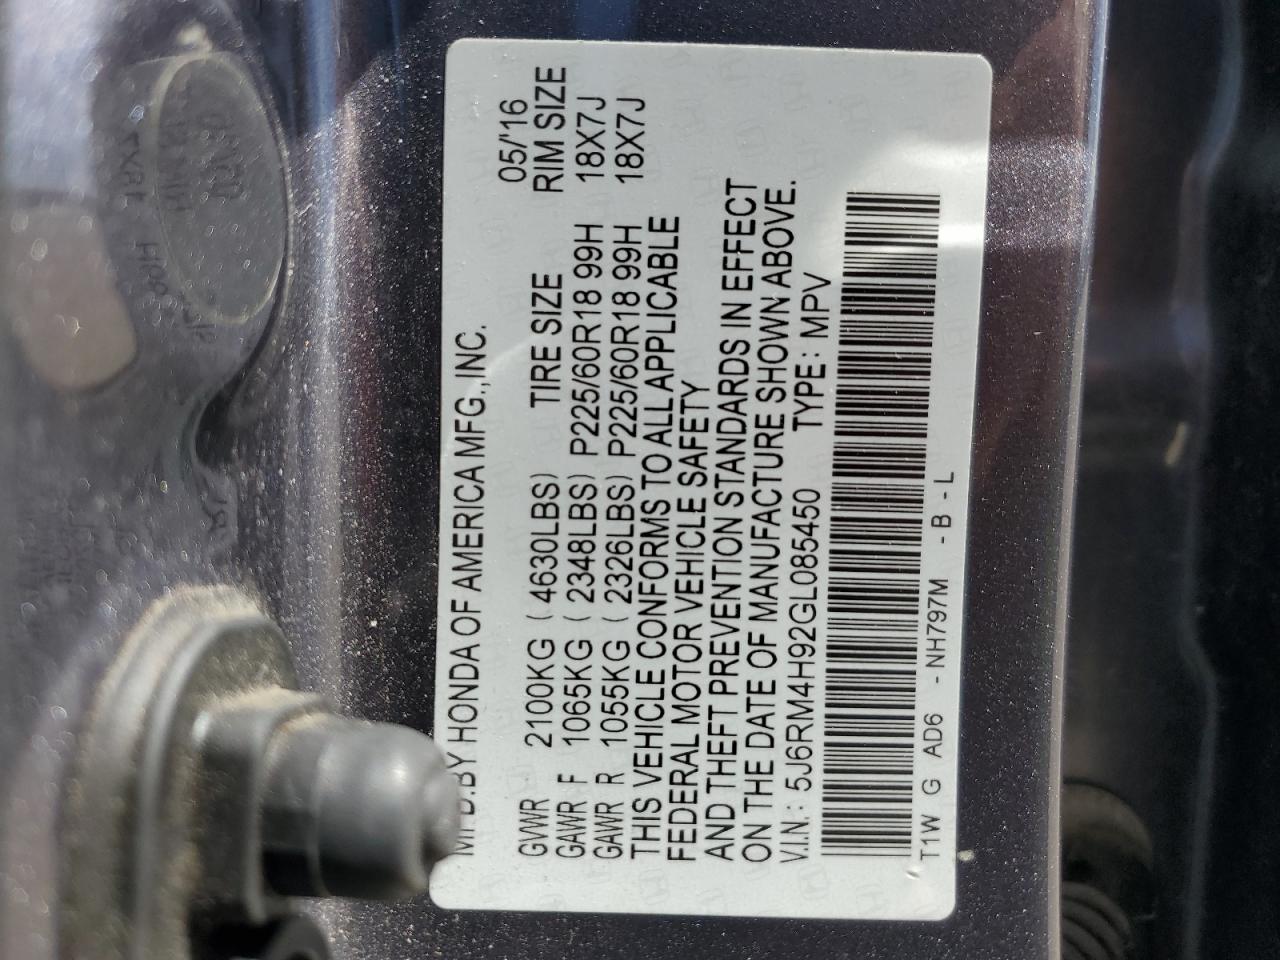 MFD.BY HONDA OF AMERICA MFG.,INC.
05/'16
GVWR 2100KG (4630LBS) TIRE SIZE RIM SIZE
GAWR F 1065KG (2348LBS) P225/60R18 99H 18X7J
GAWR R 1055KG (2326LBS) P225/60R18 99H 18X7J
THIS VEHICLE CONFORMS TO ALL APPLICABLE
FEDERAL MOTOR VEHICLE SAFETY
AND THEFT PREVENTION STANDARDS IN EFFECT
ON THE DATE OF MANUFACTURE SHOWN ABOVE.
V.I.N.: 5J6RM4H92GL085450 TYPE: MPV
T1W G AD6 -NH797M -B-L